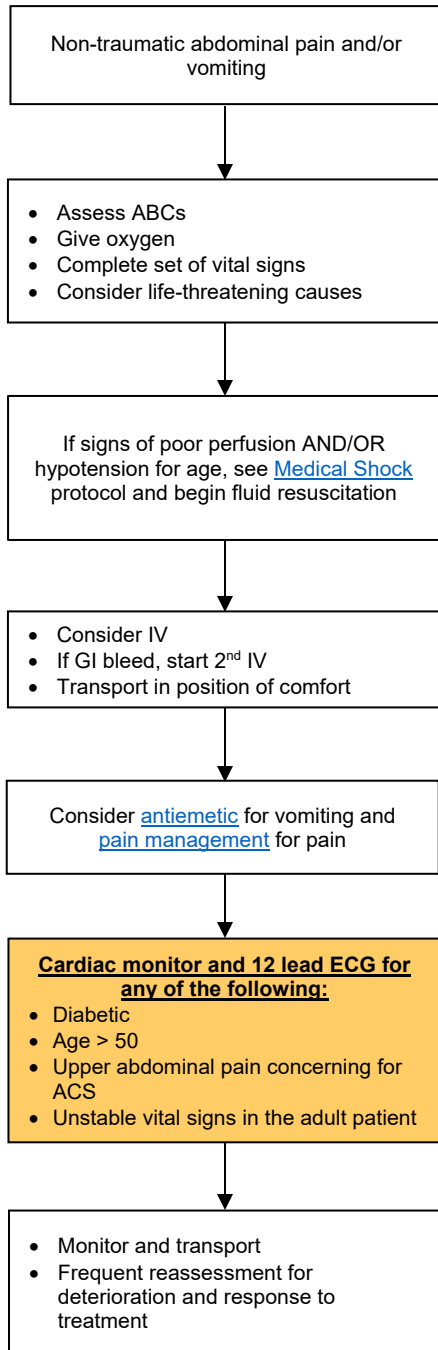 Non-traumatic abdominal pain and/or
vomiting
• Assess ABCs
• Give oxygen
• Complete set of vital signs
• Consider life-threatening causes
If signs of poor perfusion AND/OR
hypotension for age, see Medical Shock
protocol and begin fluid resuscitation
• Consider IV
• If GI bleed, start 2nd IV
• Transport in position of comfort
Consider antiemetic for vomiting and
pain management for pain
Cardiac monitor and 12 lead ECG for
any of the following:
• Diabetic
• Age > 50
• Upper abdominal pain concerning for
ACS
• Unstable vital signs in the adult patient
• Monitor and transport
• Frequent reassessment for
deterioration and response to
treatment